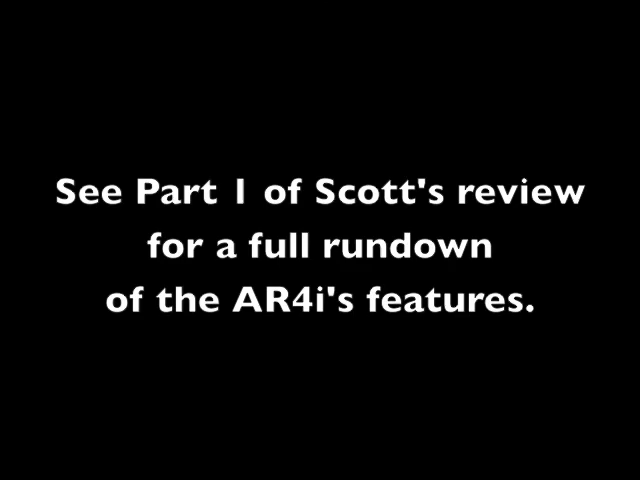 See Part 1 of Scott's review
for a full rundown
of the AR4i's features.